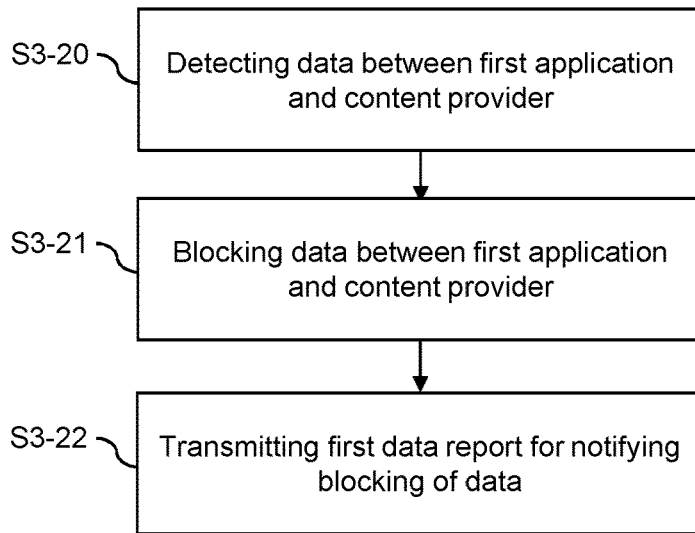 S3-20
Detecting data between first application
and content provider
S3-21
Blocking data between first application
and content provider
S3-22
Transmitting first data report for notifying
blocking of data